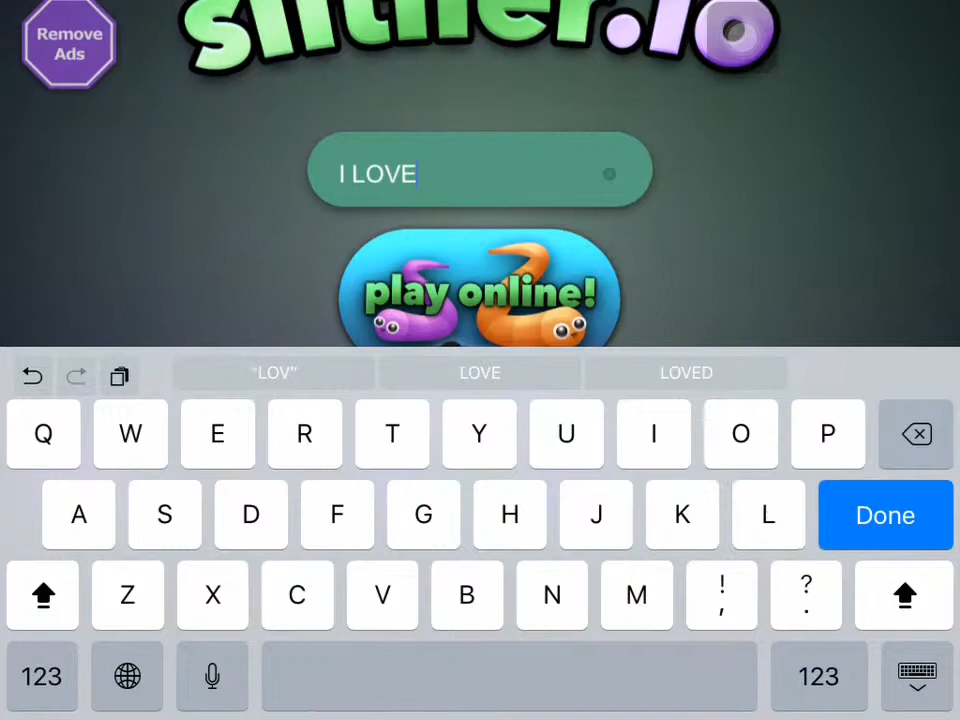 Remove
Ads
slither.io
I LOVE
play online!
"LOV" LOVE LOVED
Q W E R T Y U I O P
A S D F G H J K L Done
Z X C V B N M ! , ? .
123 123